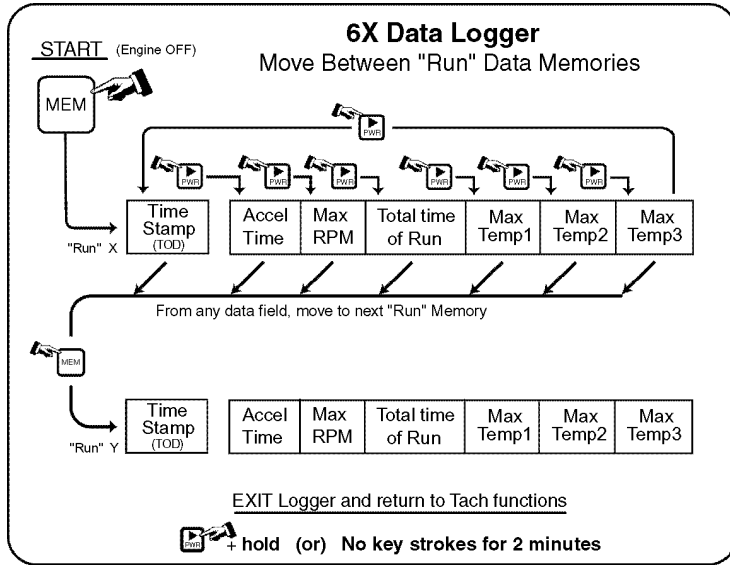 6X Data Logger
START (Engine OFF)
Move Between "Run" Data Memories
MEM
PWR
PWR PWR PWR PWR PWR PWR
Time Stamp (TOD) Accel Time Max RPM Total time of Run Max Temp1 Max Temp2 Max Temp3
"Run" X
From any data field, move to next "Run" Memory
MEM
Time Stamp (TOD) Accel Time Max RPM Total time of Run Max Temp1 Max Temp2 Max Temp3
"Run" Y
EXIT Logger and return to Tach functions
PWR + hold (or) No key strokes for 2 minutes